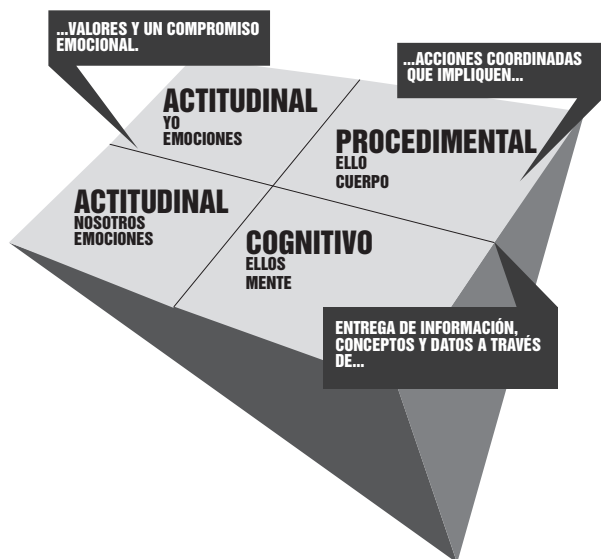 ...VALORES Y UN COMPROMISO
EMOCIONAL.
...ACCIONES COORDINADAS
QUE IMPLIQUEN...
ACTITUDINAL
YO
EMOCIONES
PROCEDIMENTAL
ELLO
CUERPO
ACTITUDINAL
NOSOTROS
EMOCIONES
COGNITIVO
ELLOS
MENTE
ENTREGA DE INFORMACIÓN,
CONCEPTOS Y DATOS A TRAVÉS
DE...